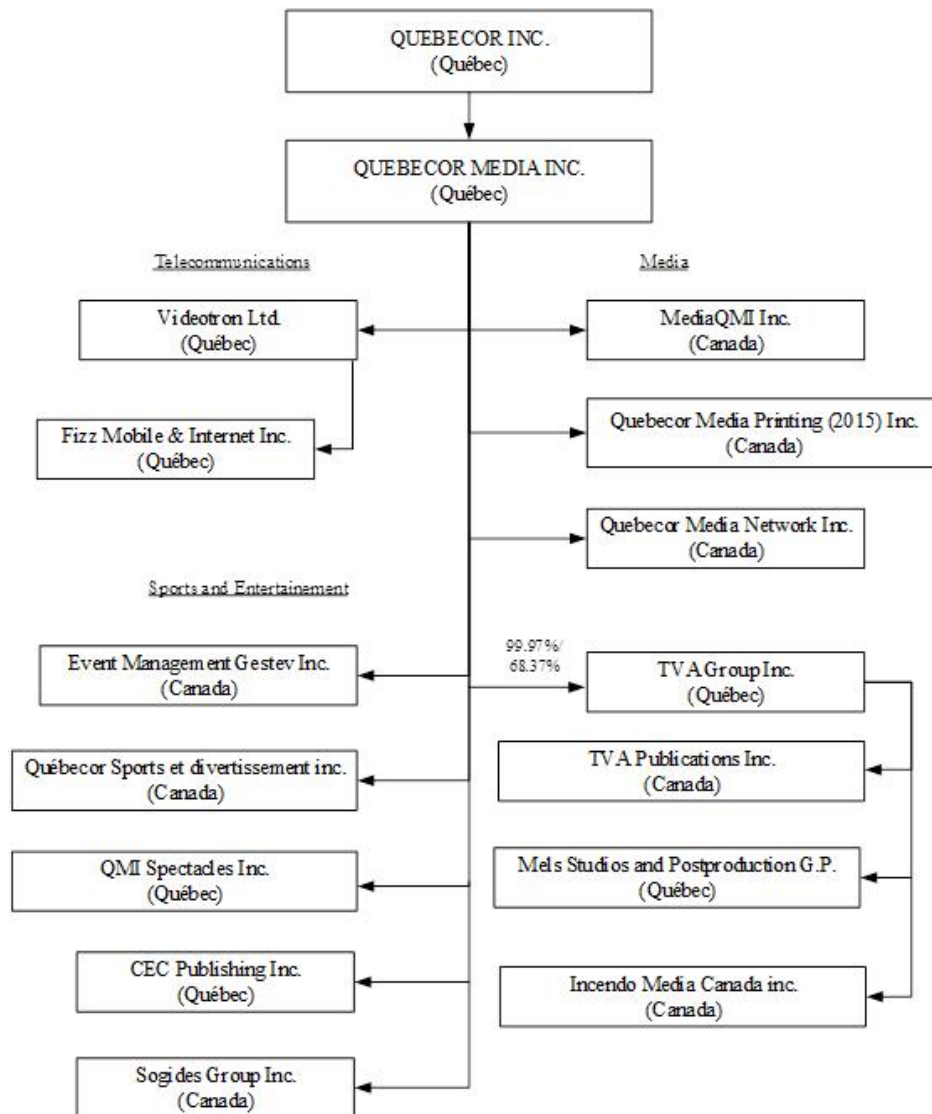 QUEBECOR INC.
(Québec)
QUEBECOR MEDIA INC.
(Québec)
Telecommunications
Media
Videotron Ltd.
(Québec)
MediaQMI Inc.
(Canada)
Fizz Mobile & Internet Inc.
(Québec)
Quebecor Media Printing (2015) Inc.
(Canada)
Quebecor Media Network Inc.
(Canada)
Sports and Entertainement
Event Management Gestev Inc.
(Canada)
99.97%/
68.37%
TVA Group Inc.
(Québec)
Québecor Sports et divertissement inc.
(Canada)
TVA Publications Inc.
(Canada)
QMI Spectacles Inc.
(Québec)
Mels Studios and Postproduction G.P.
(Québec)
CEC Publishing Inc.
(Québec)
Incendo Media Canada inc.
(Canada)
Sogides Group Inc.
(Canada)